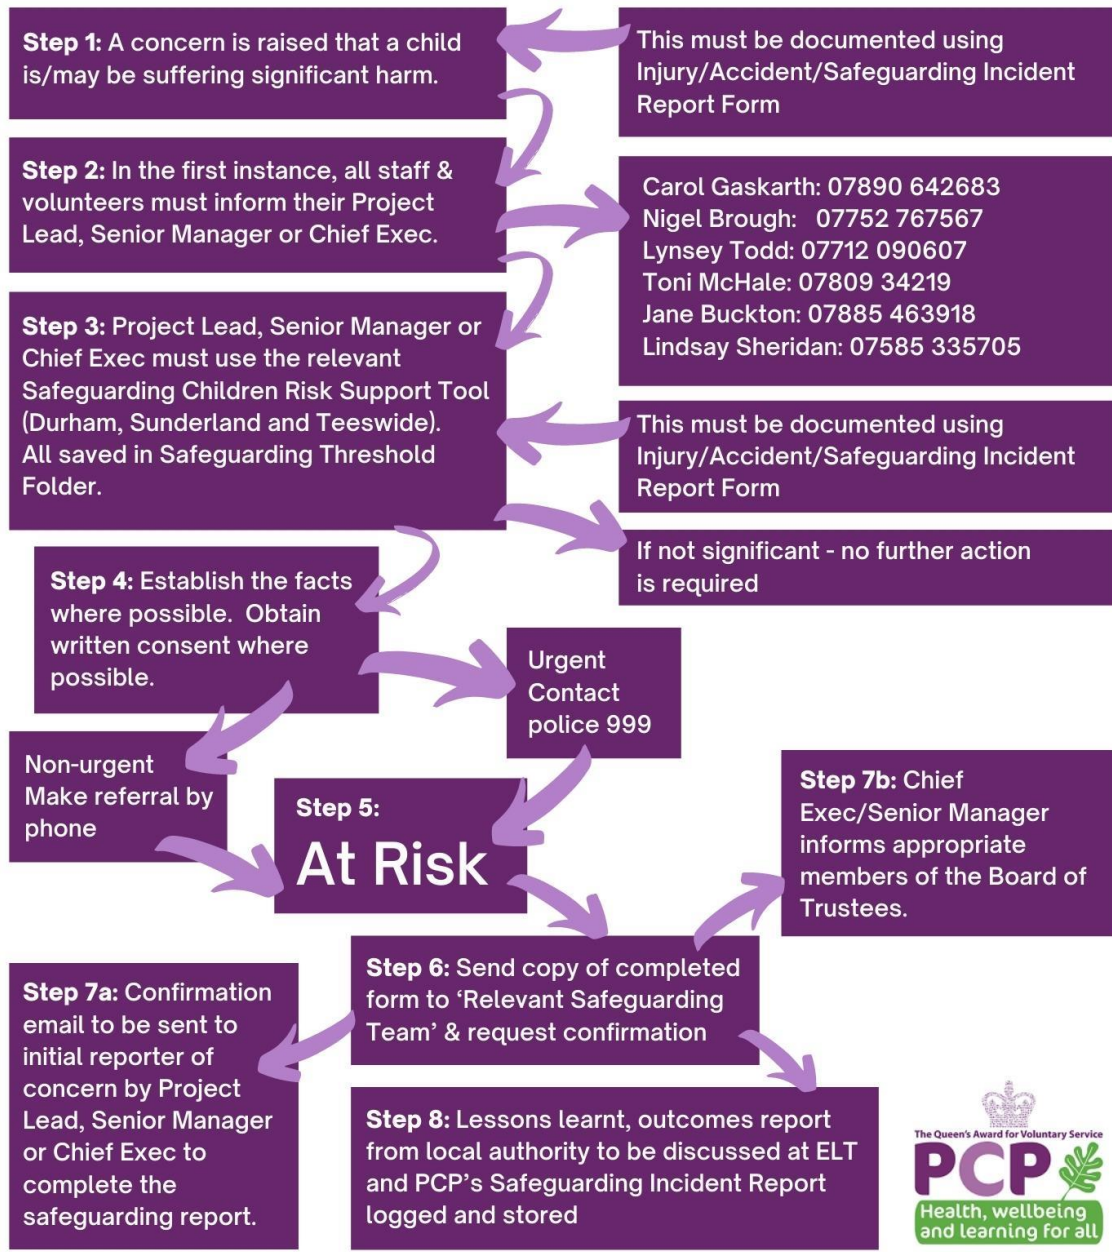 Step 1: A concern is raised that a child
is/may be suffering significant harm.
This must be documented using
Injury/Accident/Safeguarding Incident
Report Form
Step 2: In the first instance, all staff &
volunteers must inform their Project
Lead, Senior Manager or Chief Exec.
Carol Gaskarth: 07890 642683
Nigel Brough: 07752 767567
Lynsey Todd: 07712 090607
Toni McHale: 07809 34219
Jane Buckton: 07885 463918
Lindsay Sheridan: 07585 335705
Step 3: Project Lead, Senior Manager or
Chief Exec must use the relevant
Safeguarding Children Risk Support Tool
(Durham, Sunderland and Teeswide).
All saved in Safeguarding Threshold
Folder.
This must be documented using
Injury/Accident/Safeguarding Incident
Report Form
If not significant - no further action
is required
Step 4: Establish the facts
where possible. Obtain
written consent where
possible.
Urgent
Contact
police 999
Non-urgent
Make referral by
phone
Step 5:
At Risk
Step 6: Send copy of completed
form to ‘Relevant Safeguarding
Team’ & request confirmation
Step 7a: Confirmation
email to be sent to
initial reporter of
concern by Project
Lead, Senior Manager
or Chief Exec to
complete the
safeguarding report.
Step 7b: Chief
Exec/Senior Manager
informs appropriate
members of the Board of
Trustees.
Step 8: Lessons learnt, outcomes report
from local authority to be discussed at ELT
and PCP’s Safeguarding Incident Report
logged and stored
The Queen's Award for Voluntary Service
PCP
Health, wellbeing
and learning for all